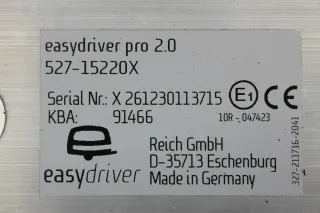 easydriver pro 2.0
527-15220X
Serial Nr.: X 261230113715 E1 CE
KBA: 91466 10R - 047423
Reich GmbH
D-35713 Eschenburg
easydriver Made in Germany
327-211716-2041